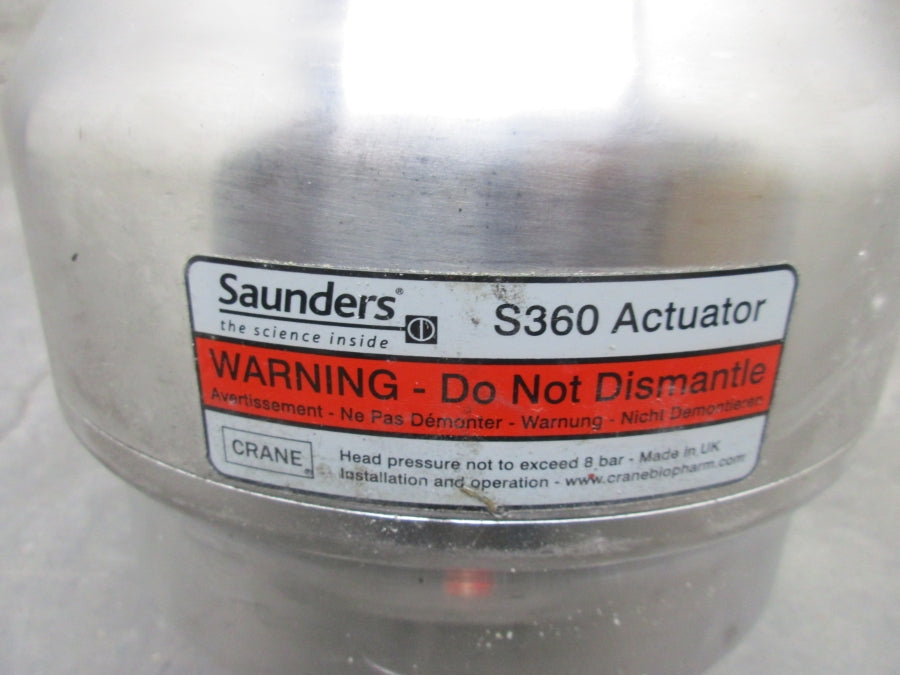 Saunders®
the science inside
S360 Actuator
WARNING - Do Not Dismantle
Avertissement - Ne Pas Démonter - Warnung - Nicht Demontieren
CRANE®
Head pressure not to exceed 8 bar - Made in UK
Installation and operation - www.cranebiopharm.com